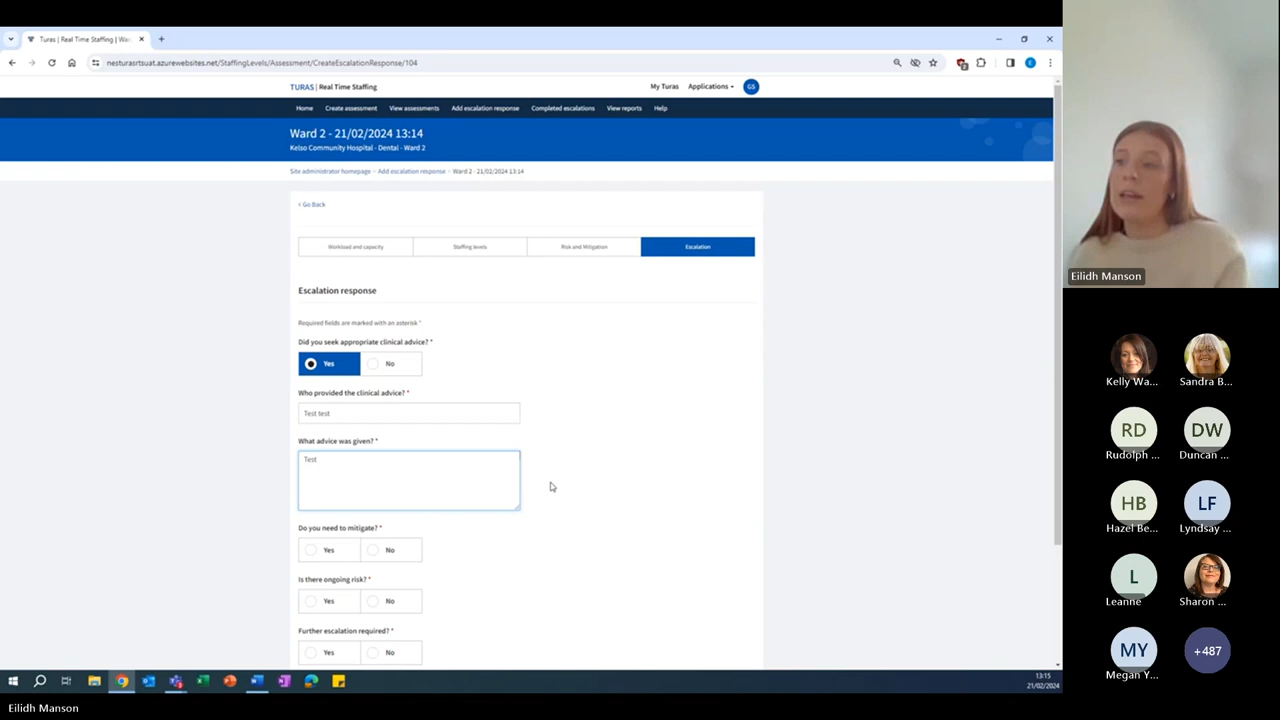 Turas | Real Time Staffing | Wa
nesturasrtsuat.azurewebsites.net/StaffingLevels/Assessment/CreateEscalationResponse/104
E
TURAS | Real Time Staffing
My Turas
Applications
GS
Home
Create assessment
View assessments
Add escalation response
Completed escalations
View reports
Help
Ward 2 - 21/02/2024 13:14
Kelso Community Hospital - Dental - Ward 2
Site administrator homepage > Add escalation response > Ward 2 - 21/02/2024 13:14
< Go Back
Workload and capacity
Staffing levels
Risk and Mitigation
Escalation
Escalation response
Required fields are marked with an asterisk *
Did you seek appropriate clinical advice? *
Yes
No
Who provided the clinical advice? *
Test test
What advice was given? *
Test
Do you need to mitigate? *
Yes
No
Is there ongoing risk? *
Yes
No
Further escalation required? *
Yes
No
13:15
21/02/2024
Eilidh Manson
Kelly Wa...
Sandra B...
RD
DW
Rudolph ...
Duncan ...
HB
LF
Hazel Be...
Lyndsay ...
L
Leanne
Sharon ...
MY
+487
Megan Y...
Eilidh Manson